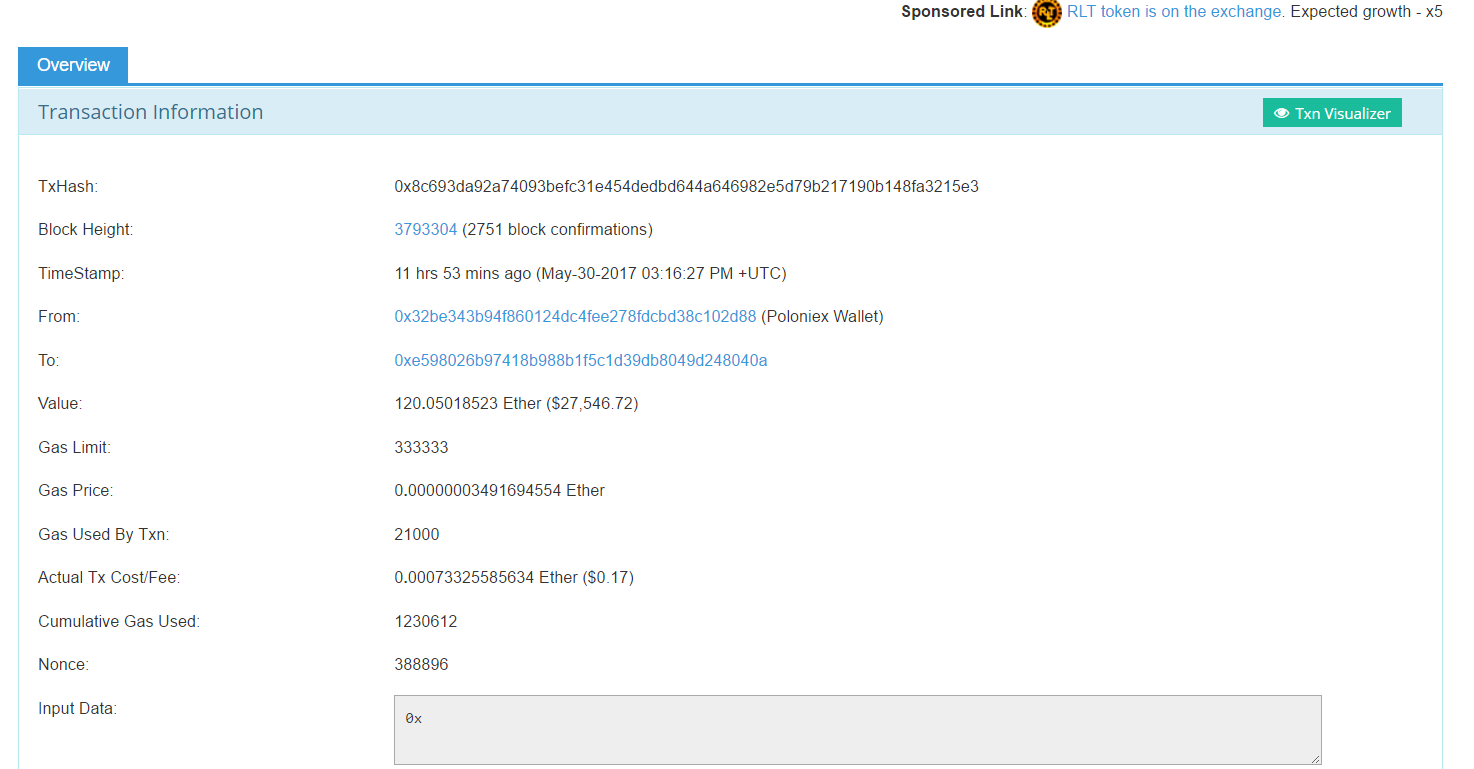 Sponsored Link: RLT token is on the exchange. Expected growth - x5
Overview
Transaction Information
Txn Visualizer
TxHash: 0x8c693da92a74093befc31e454dedbd644a646982e5d79b217190b148fa3215e3
Block Height: 3793304 (2751 block confirmations)
TimeStamp: 11 hrs 53 mins ago (May-30-2017 03:16:27 PM +UTC)
From: 0x32be343b94f860124dc4fee278fdcbd38c102d88 (Poloniex Wallet)
To: 0xe598026b97418b988b1f5c1d39db8049d248040a
Value: 120.05018523 Ether ($27,546.72)
Gas Limit: 333333
Gas Price: 0.00000003491694554 Ether
Gas Used By Txn: 21000
Actual Tx Cost/Fee: 0.00073325585634 Ether ($0.17)
Cumulative Gas Used: 1230612
Nonce: 388896
Input Data: 0x